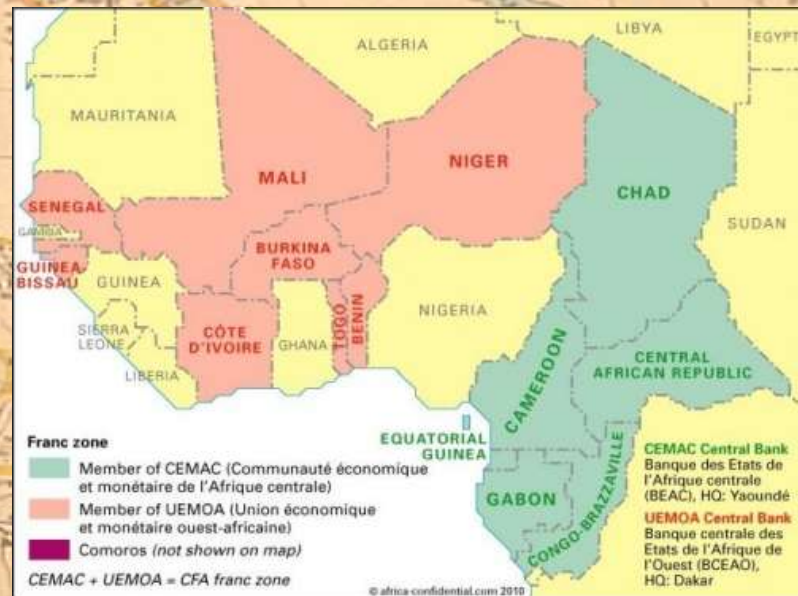 ALGERIA
LIBYA
EGYPT
MAURITANIA
MALI
NIGER
CHAD
SUDAN
SENEGAL
GAMBIA
GUINEA-
BISSAU
GUINEA
BURKINA
FASO
SIERRA
LEONE
LIBERIA
CÔTE
D'IVOIRE
GHANA
TOGO
BENIN
NIGERIA
CAMEROON
CENTRAL
AFRICAN REPUBLIC
EQUATORIAL
GUINEA
GABON
CONGO-BRAZZAVILLE
Franc zone
Member of CEMAC (Communauté économique
et monétaire de l'Afrique centrale)
Member of UEMOA (Union économique
et monétaire ouest-africaine)
Comoros (not shown on map)
CEMAC + UEMOA = CFA franc zone
CEMAC Central Bank
Banque des Etats de
l'Afrique centrale
(BEAC), HQ: Yaoundé
UEMOA Central Bank
Banque centrale des
Etats de l'Afrique de
l'Ouest (BCEAO),
HQ: Dakar
© africa-confidential.com 2010